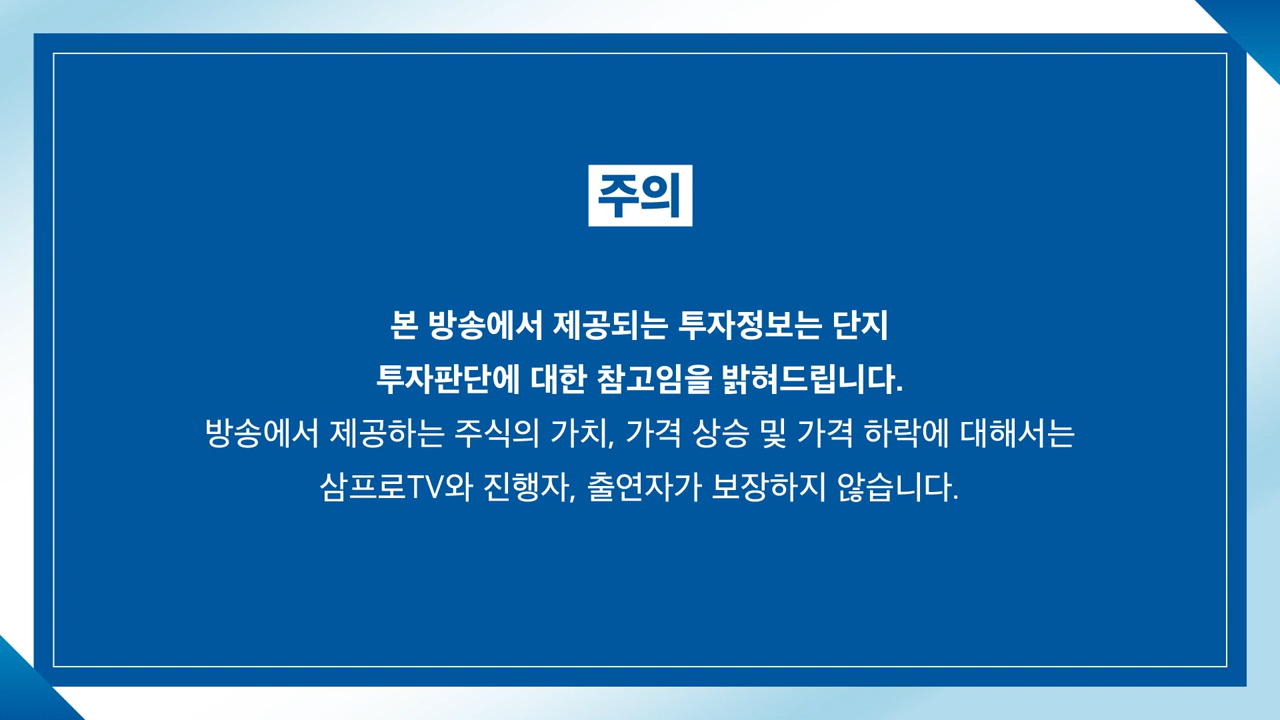 주의
본 방송에서 제공되는 투자정보는 단지
투자판단에 대한 참고임을 밝혀드립니다.
방송에서 제공하는 주식의 가치, 가격 상승 및 가격 하락에 대해서는
삼프로TV와 진행자, 출연자가 보장하지 않습니다.